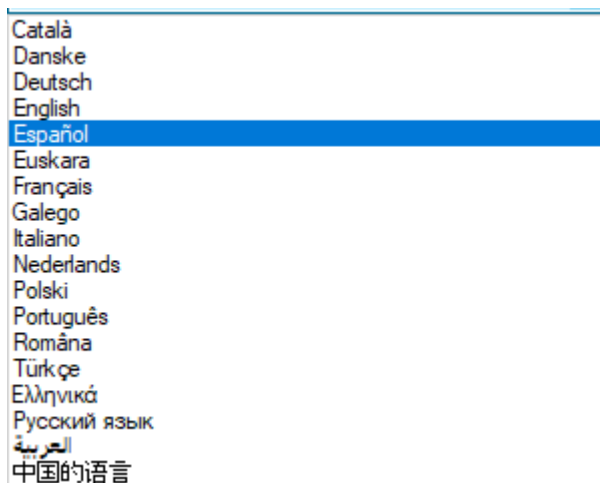 Català
Danske
Deutsch
English
Español
Euskara
Français
Galego
Italiano
Nederlands
Polski
Português
Româna
Türkçe
Ελληνικά
Русский язык
العربية
中国的语言